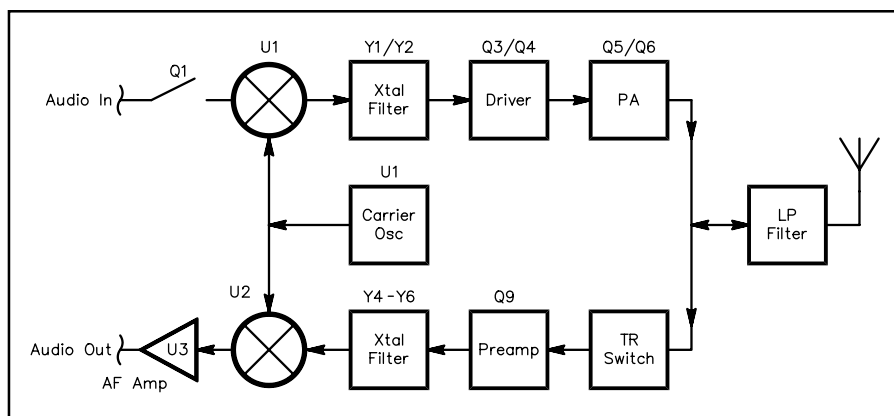 U1
Y1/Y2
Q3/Q4
Q5/Q6
Q1
Audio In
Xtal
Filter
Driver
PA
U1
Carrier
Osc
LP
Filter
U2
Y4-Y6
Q9
Audio Out
U3
AF Amp
Xtal
Filter
Preamp
TR
Switch